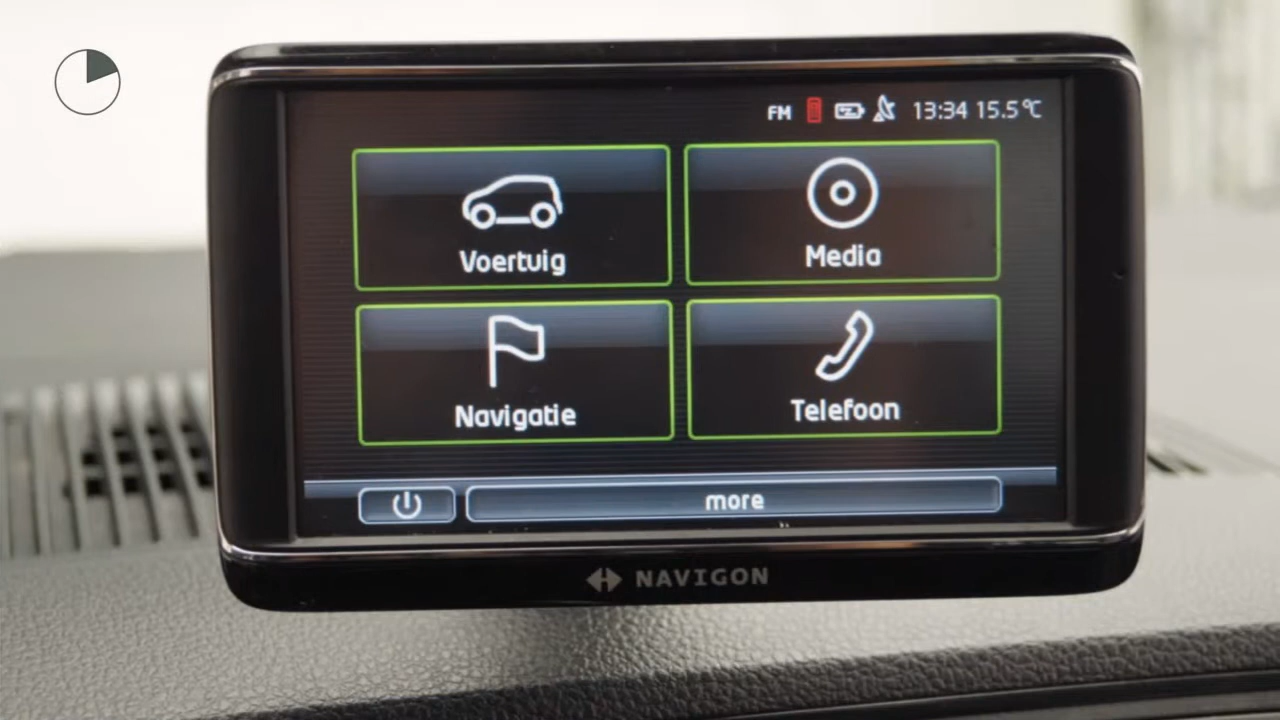 FM 13:34 15.5°C
Voertuig
Media
Navigatie
Telefoon
more
NAVIGON